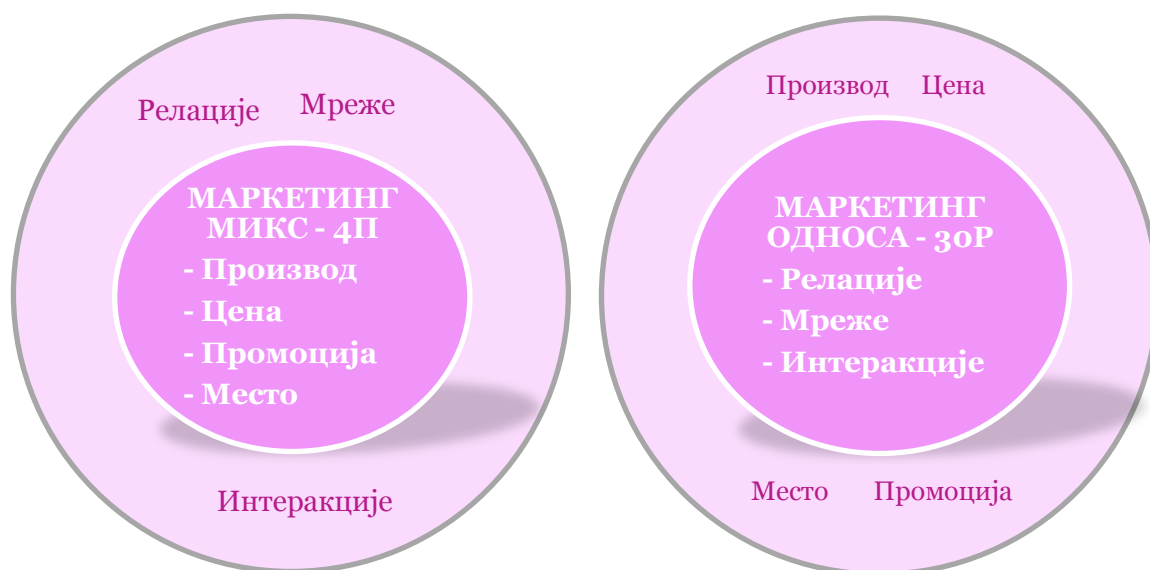 Релације Мреже
МАРКЕТИНГ
МИКС - 4П
- Производ
- Цена
- Промоција
- Место
Интеракције
Производ Цена
МАРКЕТИНГ
ОДНОСА - 30Р
- Релације
- Мреже
- Интеракције
Место Промоција